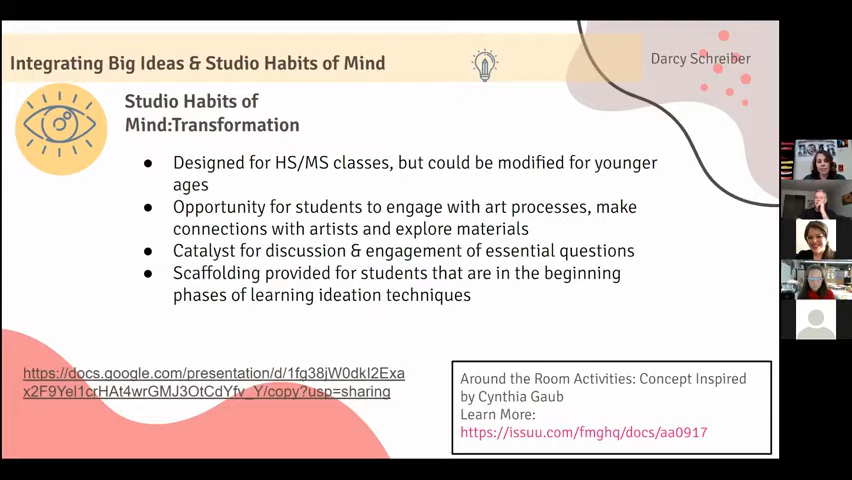 Integrating Big Ideas & Studio Habits of Mind
Darcy Schreiber
Studio Habits of
Mind:Transformation
● Designed for HS/MS classes, but could be modified for younger
ages
● Opportunity for students to engage with art processes, make
connections with artists and explore materials
● Catalyst for discussion & engagement of essential questions
● Scaffolding provided for students that are in the beginning
phases of learning ideation techniques
https://docs.google.com/presentation/d/1fg38jW0dkI2Exa
x2F9Yel1crHAt4wrGMJ3OtCdYfv_Y/copy?usp=sharing
Around the Room Activities: Concept Inspired
by Cynthia Gaub
Learn More:
https://issuu.com/fmghq/docs/aa0917